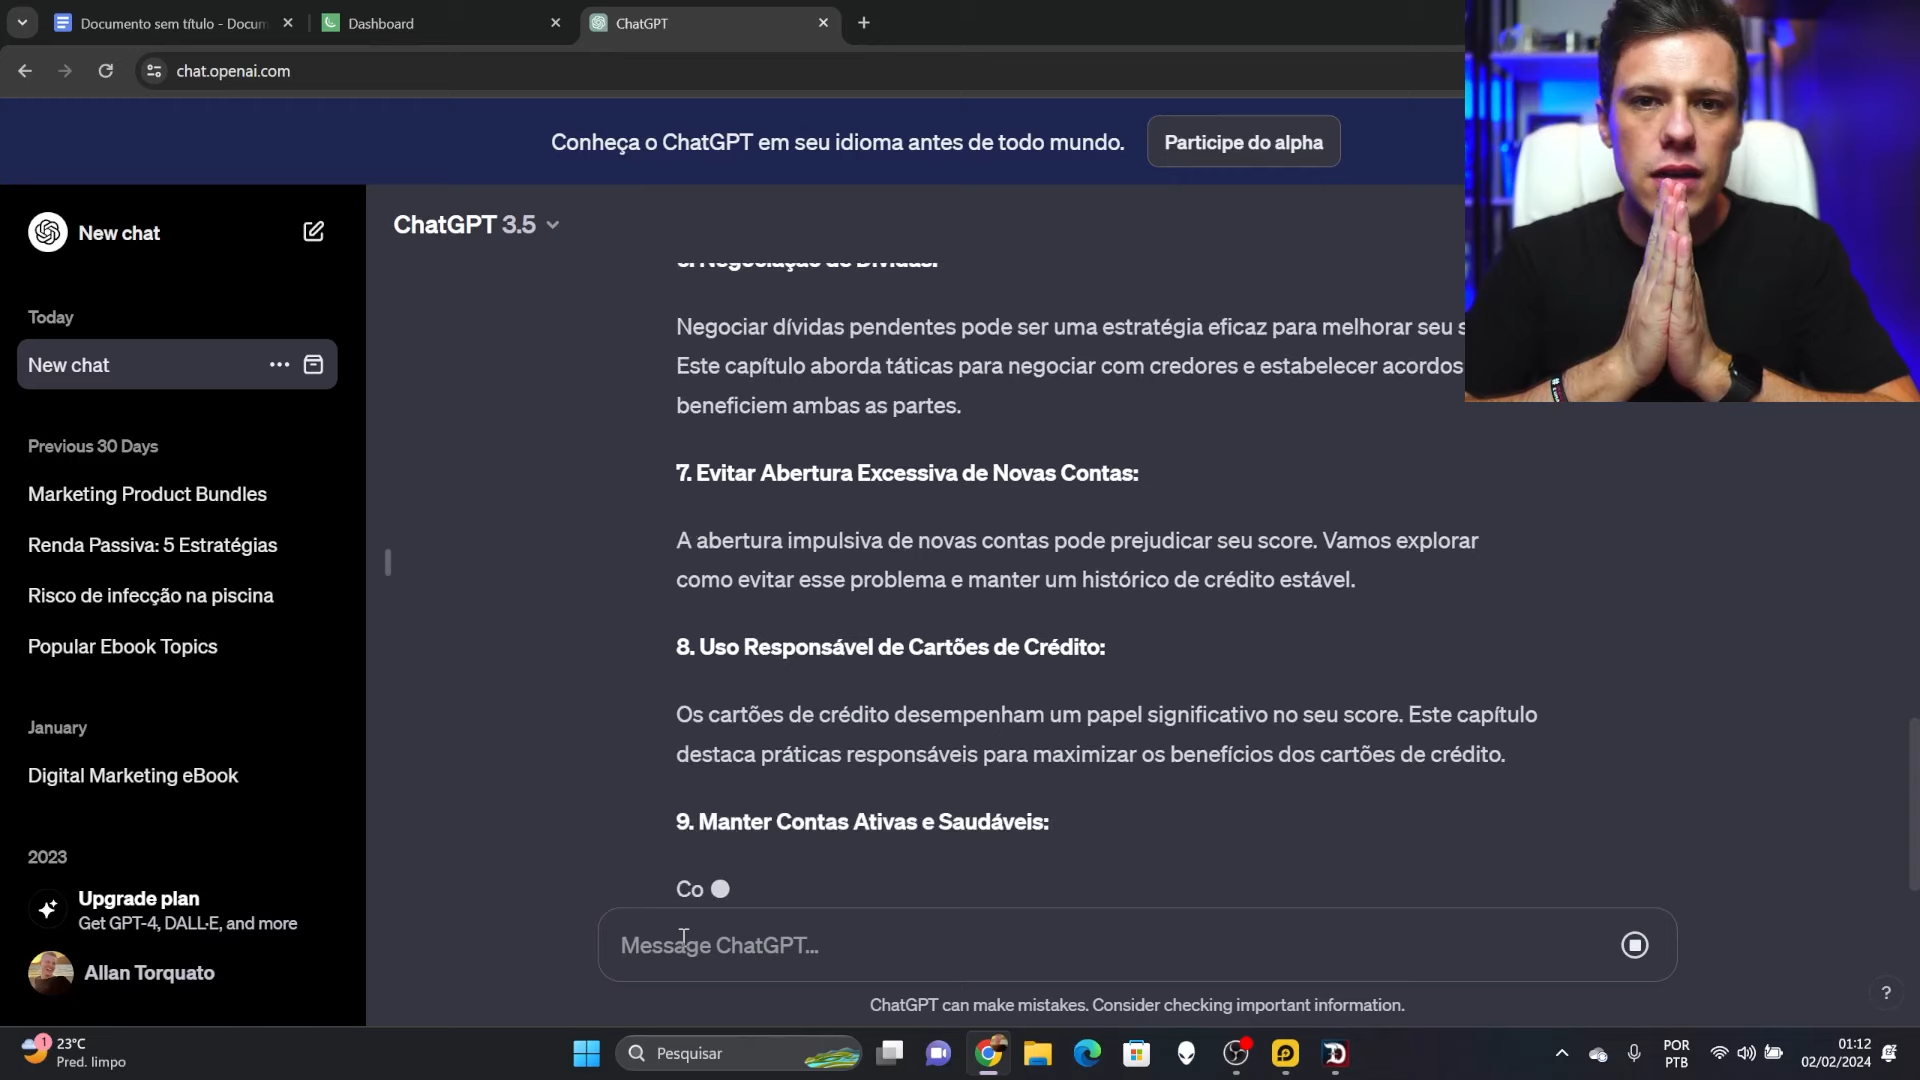 Documento sem título - Docum
Dashboard
ChatGPT
chat.openai.com
Conheça o ChatGPT em seu idioma antes de todo mundo.
Participe do alpha
New chat
Today
New chat
Previous 30 Days
Marketing Product Bundles
Renda Passiva: 5 Estratégias
Risco de infecção na piscina
Popular Ebook Topics
January
Digital Marketing eBook
2023
Upgrade plan
Get GPT-4, DALL·E, and more
Allan Torquato
ChatGPT 3.5
Negociação de Dívidas:
Negociar dívidas pendentes pode ser uma estratégia eficaz para melhorar seu s
Este capítulo aborda táticas para negociar com credores e estabelecer acordos
beneficiem ambas as partes.
7. Evitar Abertura Excessiva de Novas Contas:
A abertura impulsiva de novas contas pode prejudicar seu score. Vamos explorar
como evitar esse problema e manter um histórico de crédito estável.
8. Uso Responsável de Cartões de Crédito:
Os cartões de crédito desempenham um papel significativo no seu score. Este capítulo
destaca práticas responsáveis para maximizar os benefícios dos cartões de crédito.
9. Manter Contas Ativas e Saudáveis:
Co
Message ChatGPT...
ChatGPT can make mistakes. Consider checking important information.
?
1
23°C
Pred. limpo
Pesquisar
POR
PTB
01:12
02/02/2024